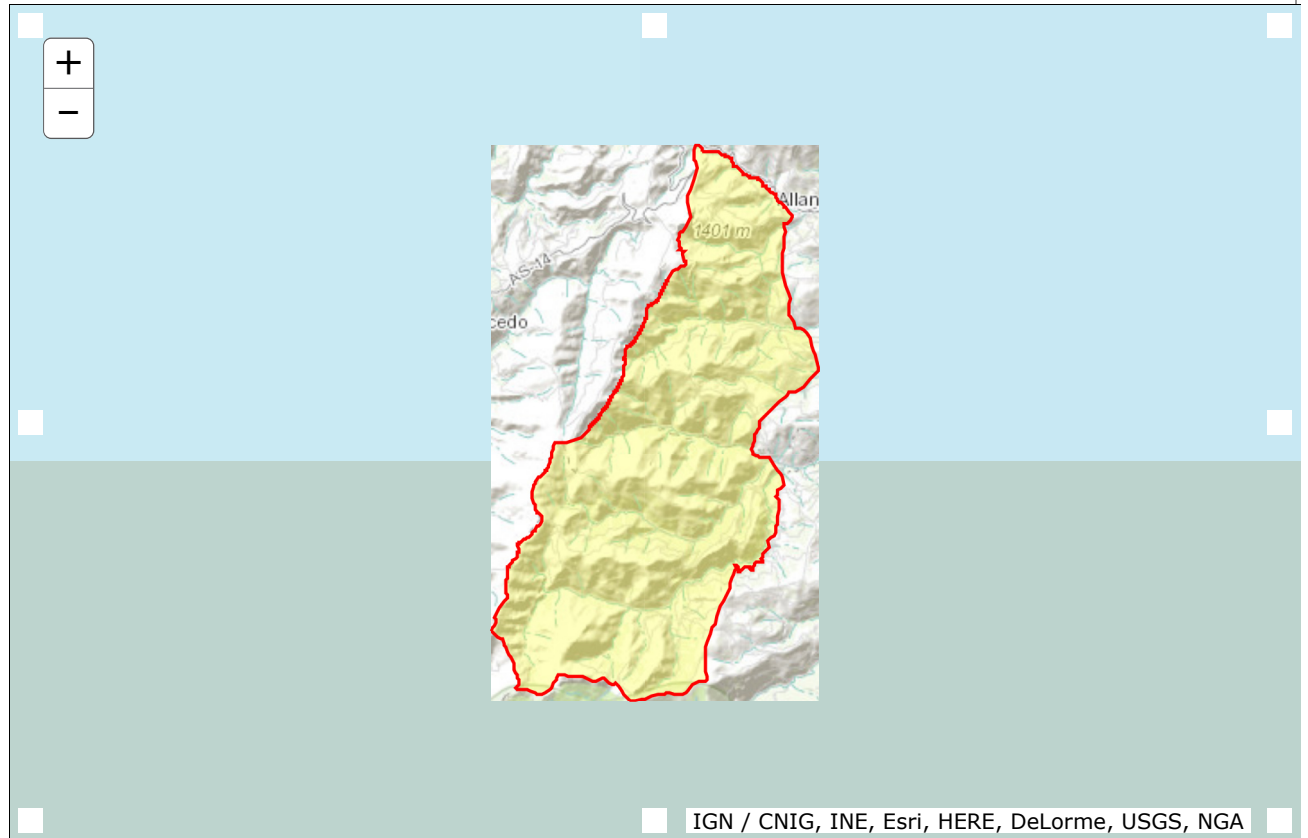 +
−
Allan
1401 m
AS-14
cedo
IGN / CNIG, INE, Esri, HERE, DeLorme, USGS, NGA